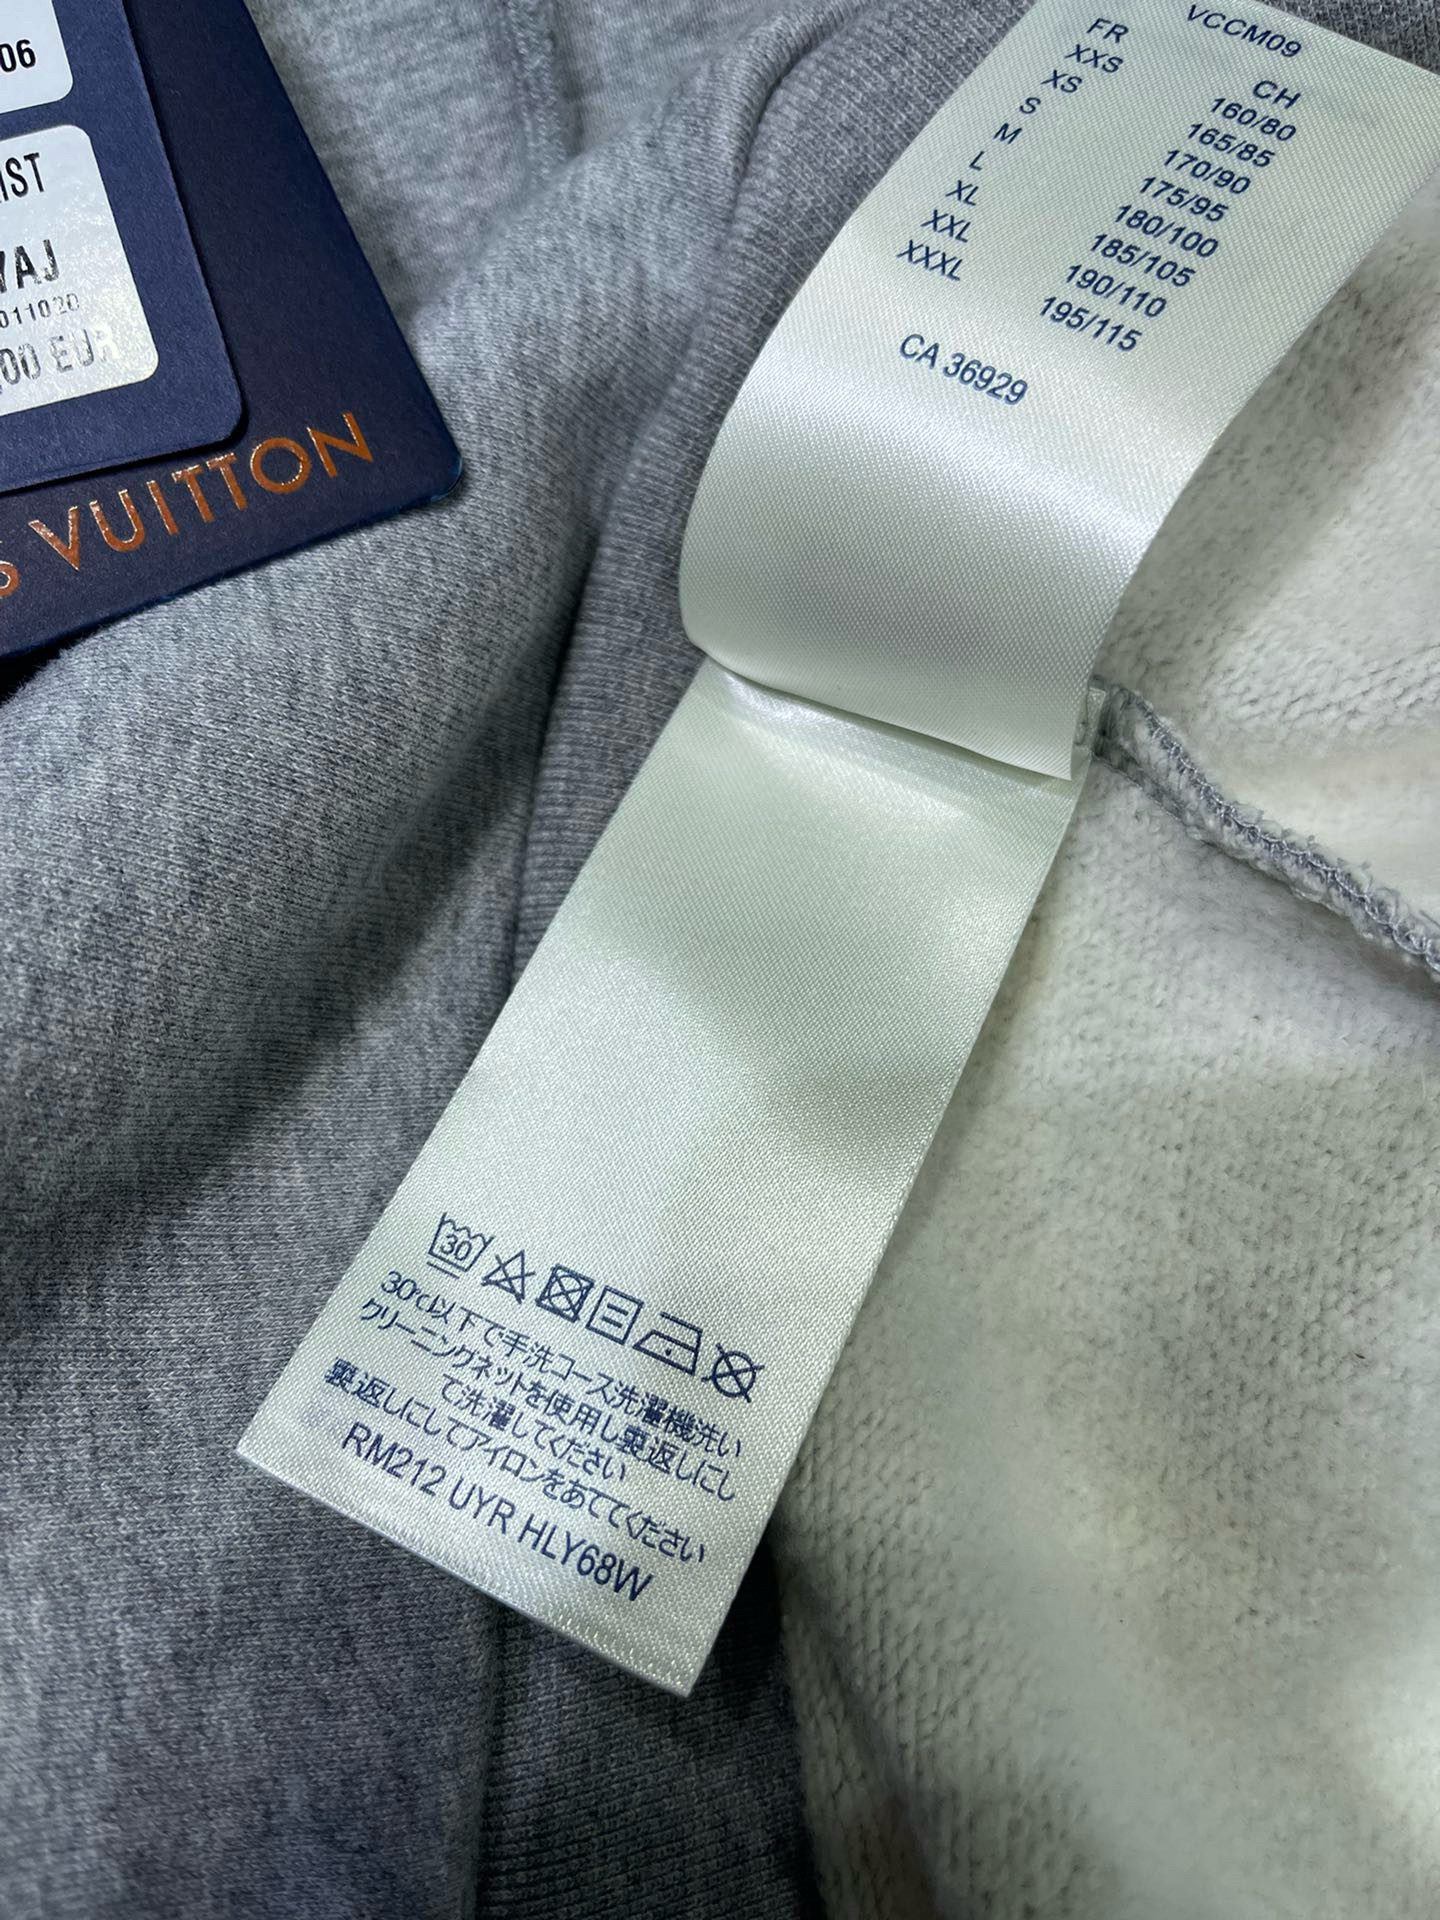 06
IST
YAJ
011020
.00 EUR
S VUITTON
VCCM09
FR CH
XXS 160/80
XS 165/85
S 170/90
M 175/95
L 180/100
XL 185/105
XXL 190/110
XXXL 195/115
CA 36929
30
30℃以下で手洗コース洗濯機洗い
クリーニングネットを使用し裏返しにし
て洗濯してください
裏返しにしてアイロンをあててください
RM212 UYR HLY68W